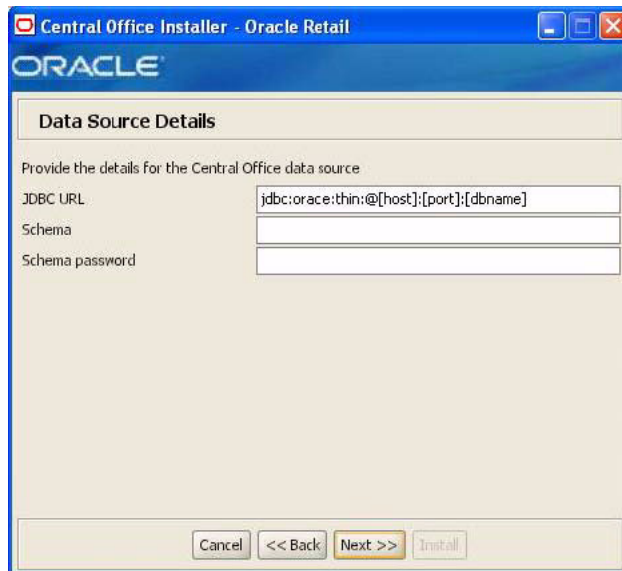 Central Office Installer - Oracle Retail
ORACLE
Data Source Details
Provide the details for the Central Office data source
JDBC URL jdbc:orace:thin:@[host]:[port]:[dbname]
Schema
Schema password
Cancel << Back Next >> Install